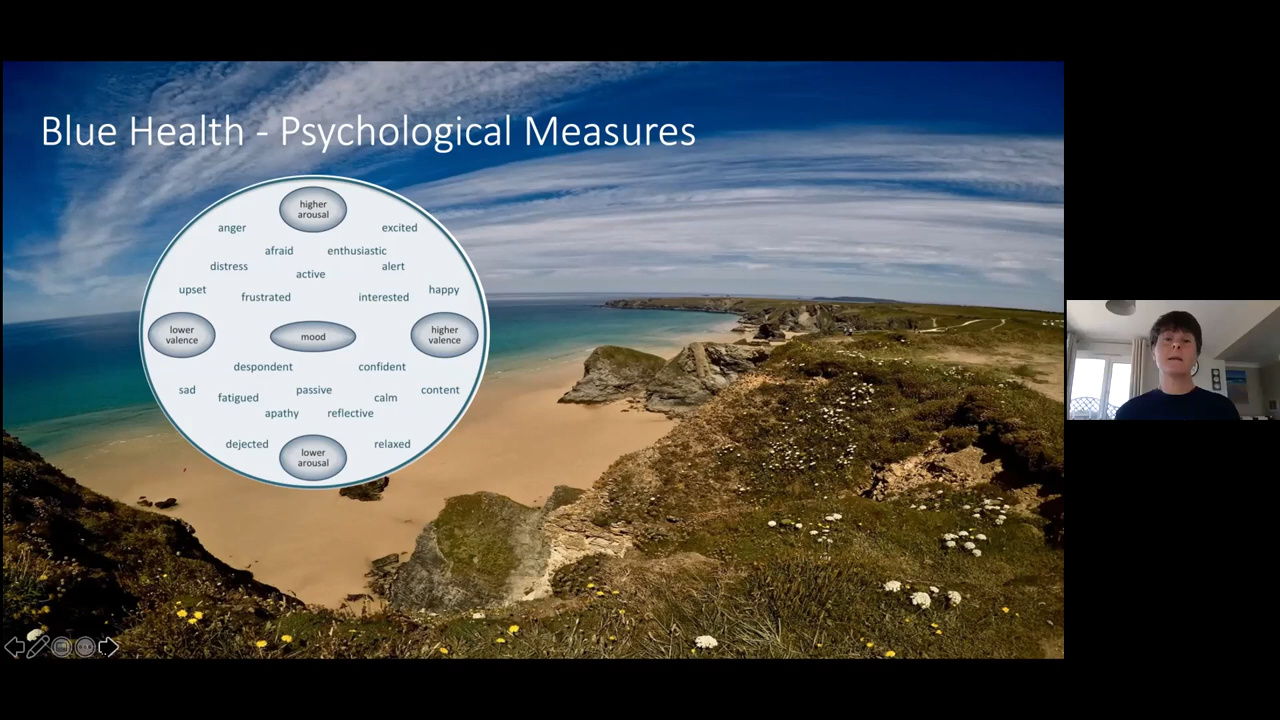 Blue Health - Psychological Measures
higher
arousal
anger
excited
afraid
enthusiastic
distress
alert
active
upset
happy
frustrated
interested
lower
valence
mood
higher
valence
despondent
confident
sad
passive
content
fatigued
calm
apathy
reflective
dejected
relaxed
lower
arousal